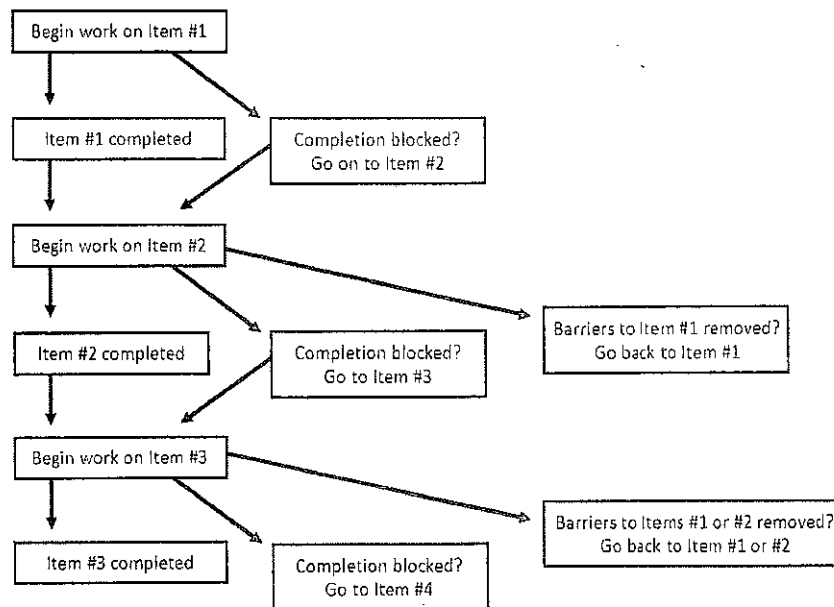 Begin work on Item #1
Item #1 completed
Completion blocked?
Go on to Item #2
Begin work on Item #2
Barriers to Item #1 removed?
Go back to Item #1
Item #2 completed
Completion blocked?
Go to Item #3
Begin work on Item #3
Barriers to Items #1 or #2 removed?
Go back to Item #1 or #2
Item #3 completed
Completion blocked?
Go to Item #4